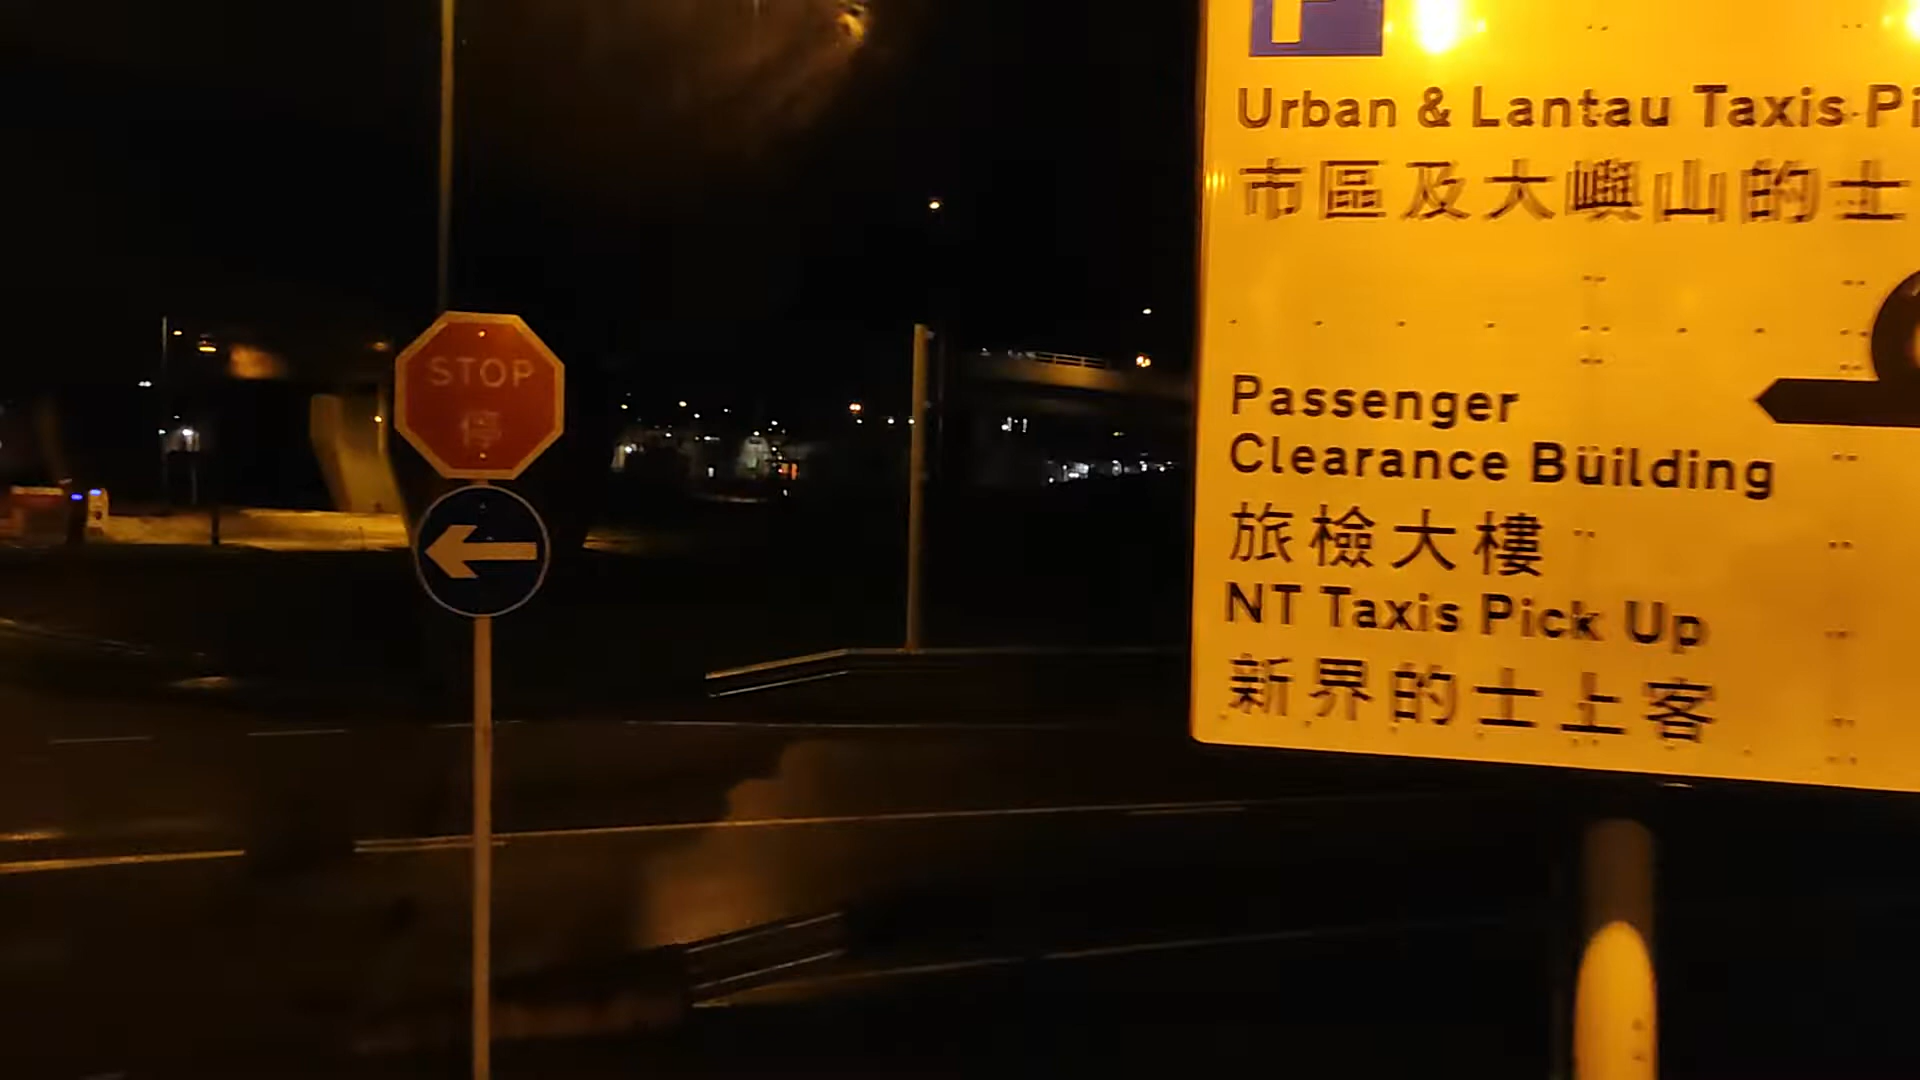 STOP
停
P
Urban & Lantau Taxis Pi
市區及大嶼山的士
Passenger
Clearance Building
旅檢大樓
NT Taxis Pick Up
新界的士上客